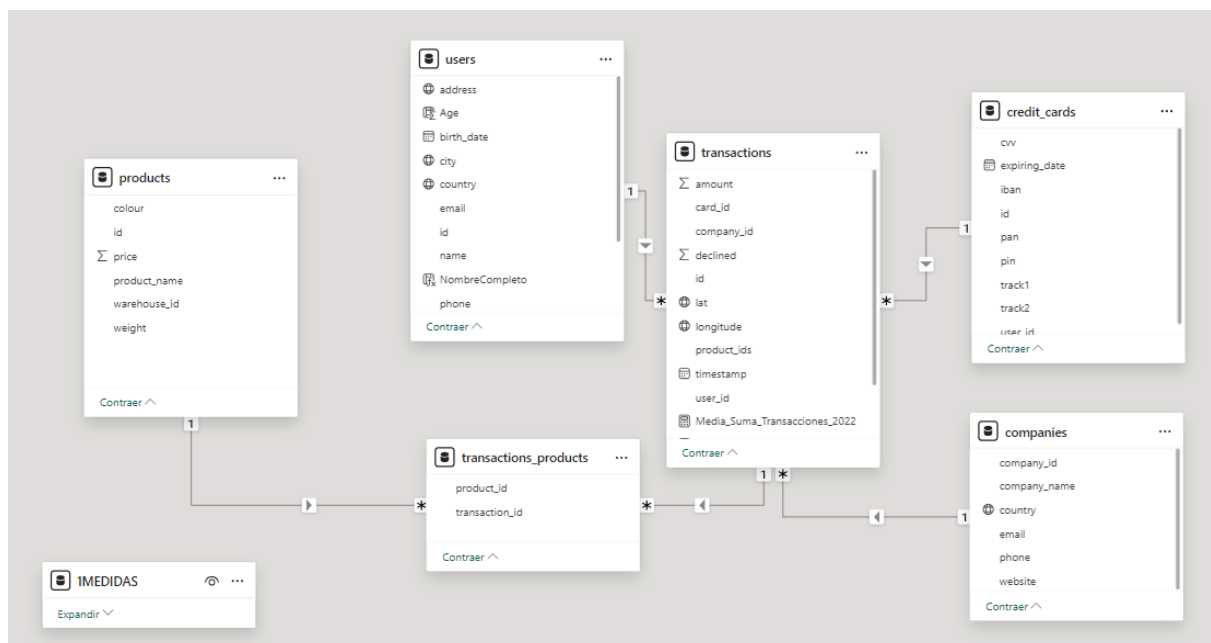 users
address
Age
birth_date
city
country
email
id
name
NombreCompleto
phone
Contraer
products
colour
id
price
product_name
warehouse_id
weight
Contraer
transactions
amount
card_id
company_id
declined
id
lat
longitude
product_ids
timestamp
user_id
Media_Suma_Transacciones_2022
Contraer
credit_cards
cvv
expiring_date
iban
id
pan
pin
track1
track2
user_id
Contraer
transactions_products
product_id
transaction_id
Contraer
companies
company_id
company_name
country
email
phone
website
Contraer
1MEDIDAS
Expandir
1
*
1
*
1
*
1
*
*
1